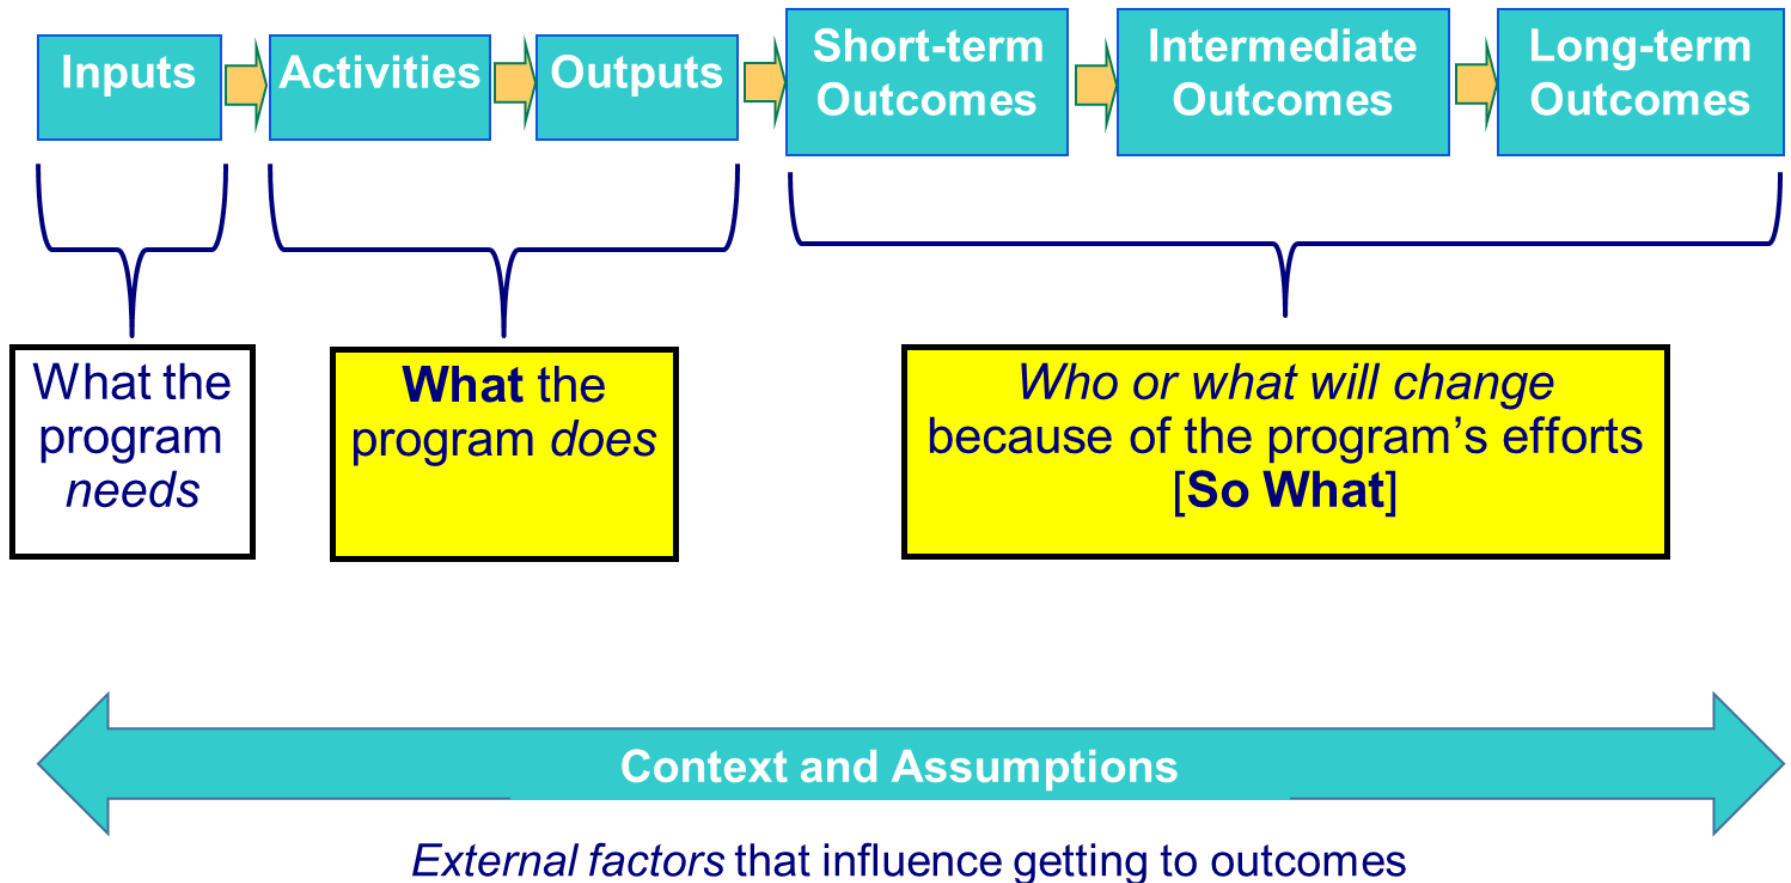 Inputs
Activities
Outputs
Short-term
Outcomes
Intermediate
Outcomes
Long-term
Outcomes
What the
program
needs
What the
program does
Who or what will change
because of the program’s efforts
[So What]
Context and Assumptions
External factors that influence getting to outcomes